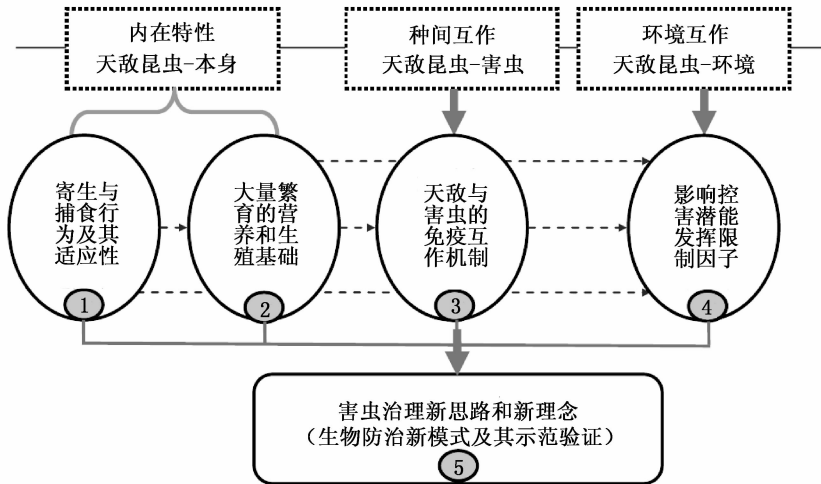 内在特性
天敌昆虫-本身
种间互作
天敌昆虫-害虫
环境互作
天敌昆虫-环境
寄生与
捕食行
为及其
适应性
1
大量繁
育的营
养和生
殖基础
2
天敌与
害虫的
免疫互
作机制
3
影响控
害潜能
发挥限
制因子
4
害虫治理新思路和新理念
（生物防治新模式及其示范验证）
5